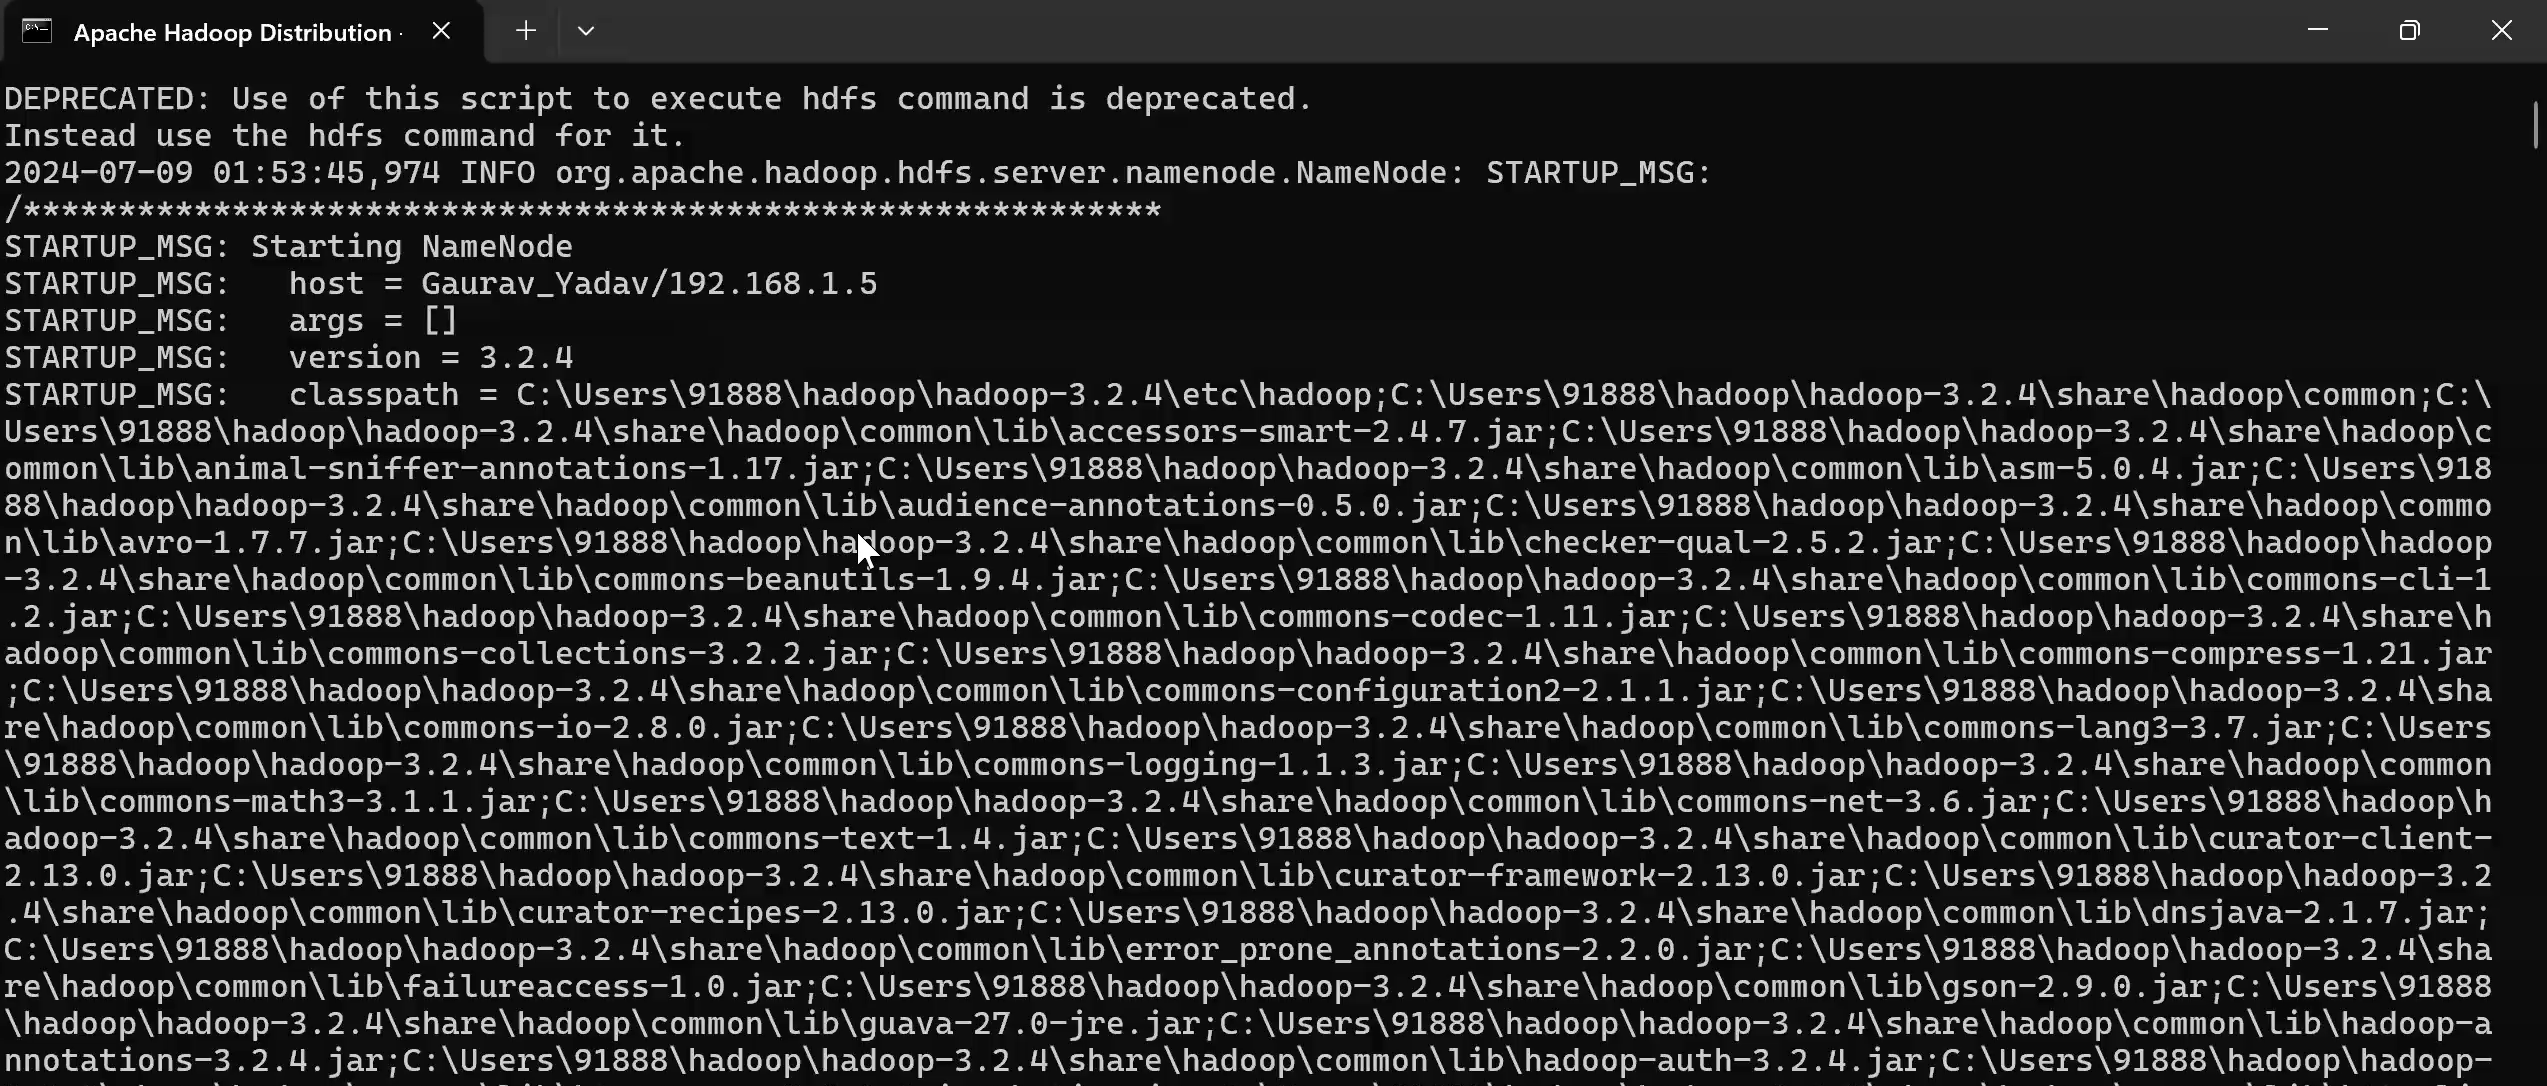 Apache Hadoop Distribution ·
DEPRECATED: Use of this script to execute hdfs command is deprecated.
Instead use the hdfs command for it.
2024-07-09 01:53:45,974 INFO org.apache.hadoop.hdfs.server.namenode.NameNode: STARTUP_MSG:
/************************************************************
STARTUP_MSG: Starting NameNode
STARTUP_MSG:   host = Gaurav_Yadav/192.168.1.5
STARTUP_MSG:   args = []
STARTUP_MSG:   version = 3.2.4
STARTUP_MSG:   classpath = C:\Users\91888\hadoop\hadoop-3.2.4\etc\hadoop;C:\Users\91888\hadoop\hadoop-3.2.4\share\hadoop\common;C:\
Users\91888\hadoop\hadoop-3.2.4\share\hadoop\common\lib\accessors-smart-2.4.7.jar;C:\Users\91888\hadoop\hadoop-3.2.4\share\hadoop\c
ommon\lib\animal-sniffer-annotations-1.17.jar;C:\Users\91888\hadoop\hadoop-3.2.4\share\hadoop\common\lib\asm-5.0.4.jar;C:\Users\918
88\hadoop\hadoop-3.2.4\share\hadoop\common\lib\audience-annotations-0.5.0.jar;C:\Users\91888\hadoop\hadoop-3.2.4\share\hadoop\commo
n\lib\avro-1.7.7.jar;C:\Users\91888\hadoop\hadoop-3.2.4\share\hadoop\common\lib\checker-qual-2.5.2.jar;C:\Users\91888\hadoop\hadoop
-3.2.4\share\hadoop\common\lib\commons-beanutils-1.9.4.jar;C:\Users\91888\hadoop\hadoop-3.2.4\share\hadoop\common\lib\commons-cli-1
.2.jar;C:\Users\91888\hadoop\hadoop-3.2.4\share\hadoop\common\lib\commons-codec-1.11.jar;C:\Users\91888\hadoop\hadoop-3.2.4\share\h
adoop\common\lib\commons-collections-3.2.2.jar;C:\Users\91888\hadoop\hadoop-3.2.4\share\hadoop\common\lib\commons-compress-1.21.jar
;C:\Users\91888\hadoop\hadoop-3.2.4\share\hadoop\common\lib\commons-configuration2-2.1.1.jar;C:\Users\91888\hadoop\hadoop-3.2.4\sha
re\hadoop\common\lib\commons-io-2.8.0.jar;C:\Users\91888\hadoop\hadoop-3.2.4\share\hadoop\common\lib\commons-lang3-3.7.jar;C:\Users
\91888\hadoop\hadoop-3.2.4\share\hadoop\common\lib\commons-logging-1.1.3.jar;C:\Users\91888\hadoop\hadoop-3.2.4\share\hadoop\common
\lib\commons-math3-3.1.1.jar;C:\Users\91888\hadoop\hadoop-3.2.4\share\hadoop\common\lib\commons-net-3.6.jar;C:\Users\91888\hadoop\h
adoop-3.2.4\share\hadoop\common\lib\commons-text-1.4.jar;C:\Users\91888\hadoop\hadoop-3.2.4\share\hadoop\common\lib\curator-client-
2.13.0.jar;C:\Users\91888\hadoop\hadoop-3.2.4\share\hadoop\common\lib\curator-framework-2.13.0.jar;C:\Users\91888\hadoop\hadoop-3.2
.4\share\hadoop\common\lib\curator-recipes-2.13.0.jar;C:\Users\91888\hadoop\hadoop-3.2.4\share\hadoop\common\lib\dnsjava-2.1.7.jar;
C:\Users\91888\hadoop\hadoop-3.2.4\share\hadoop\common\lib\error_prone_annotations-2.2.0.jar;C:\Users\91888\hadoop\hadoop-3.2.4\sha
re\hadoop\common\lib\failureaccess-1.0.jar;C:\Users\91888\hadoop\hadoop-3.2.4\share\hadoop\common\lib\gson-2.9.0.jar;C:\Users\91888
\hadoop\hadoop-3.2.4\share\hadoop\common\lib\guava-27.0-jre.jar;C:\Users\91888\hadoop\hadoop-3.2.4\share\hadoop\common\lib\hadoop-a
nnotations-3.2.4.jar;C:\Users\91888\hadoop\hadoop-3.2.4\share\hadoop\common\lib\hadoop-auth-3.2.4.jar;C:\Users\91888\hadoop\hadoop-